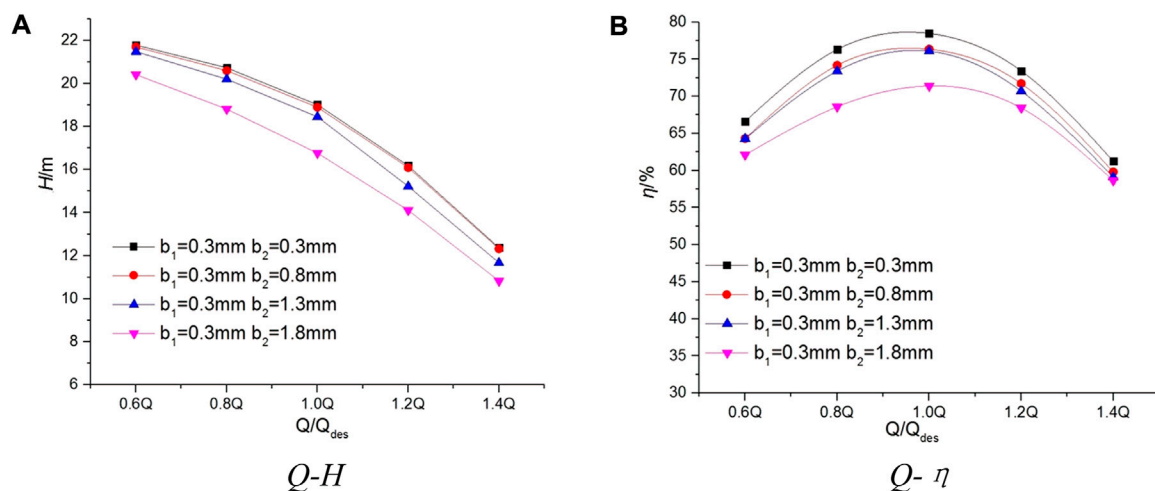 A
22
20
18
16
14
12
10
8
6
H/m
b1=0.3mm b2=0.3mm
b1=0.3mm b2=0.8mm
b1=0.3mm b2=1.3mm
b1=0.3mm b2=1.8mm
0.6Q 0.8Q 1.0Q 1.2Q 1.4Q
Q/Qdes
Q-H
B
80
75
70
65
60
55
50
45
40
35
30
η/%
b1=0.3mm b2=0.3mm
b1=0.3mm b2=0.8mm
b1=0.3mm b2=1.3mm
b1=0.3mm b2=1.8mm
0.6Q 0.8Q 1.0Q 1.2Q 1.4Q
Q/Qdes
Q- η